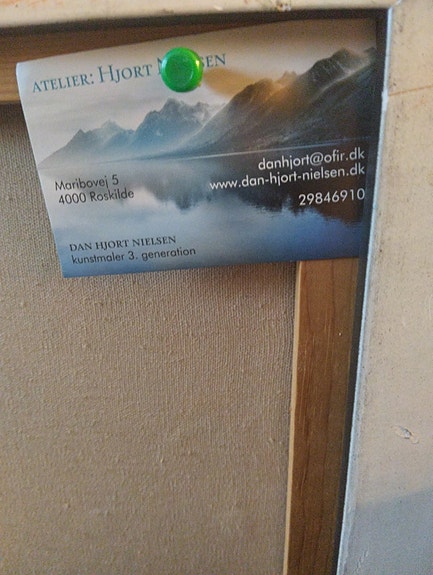 ATELIER: HJORT N SEN
Maribovej 5
4000 Roskilde
danhjort@ofir.dk
www.dan-hjort-nielsen.dk
29846910
DAN HJORT NIELSEN
kunstmaler 3. generation